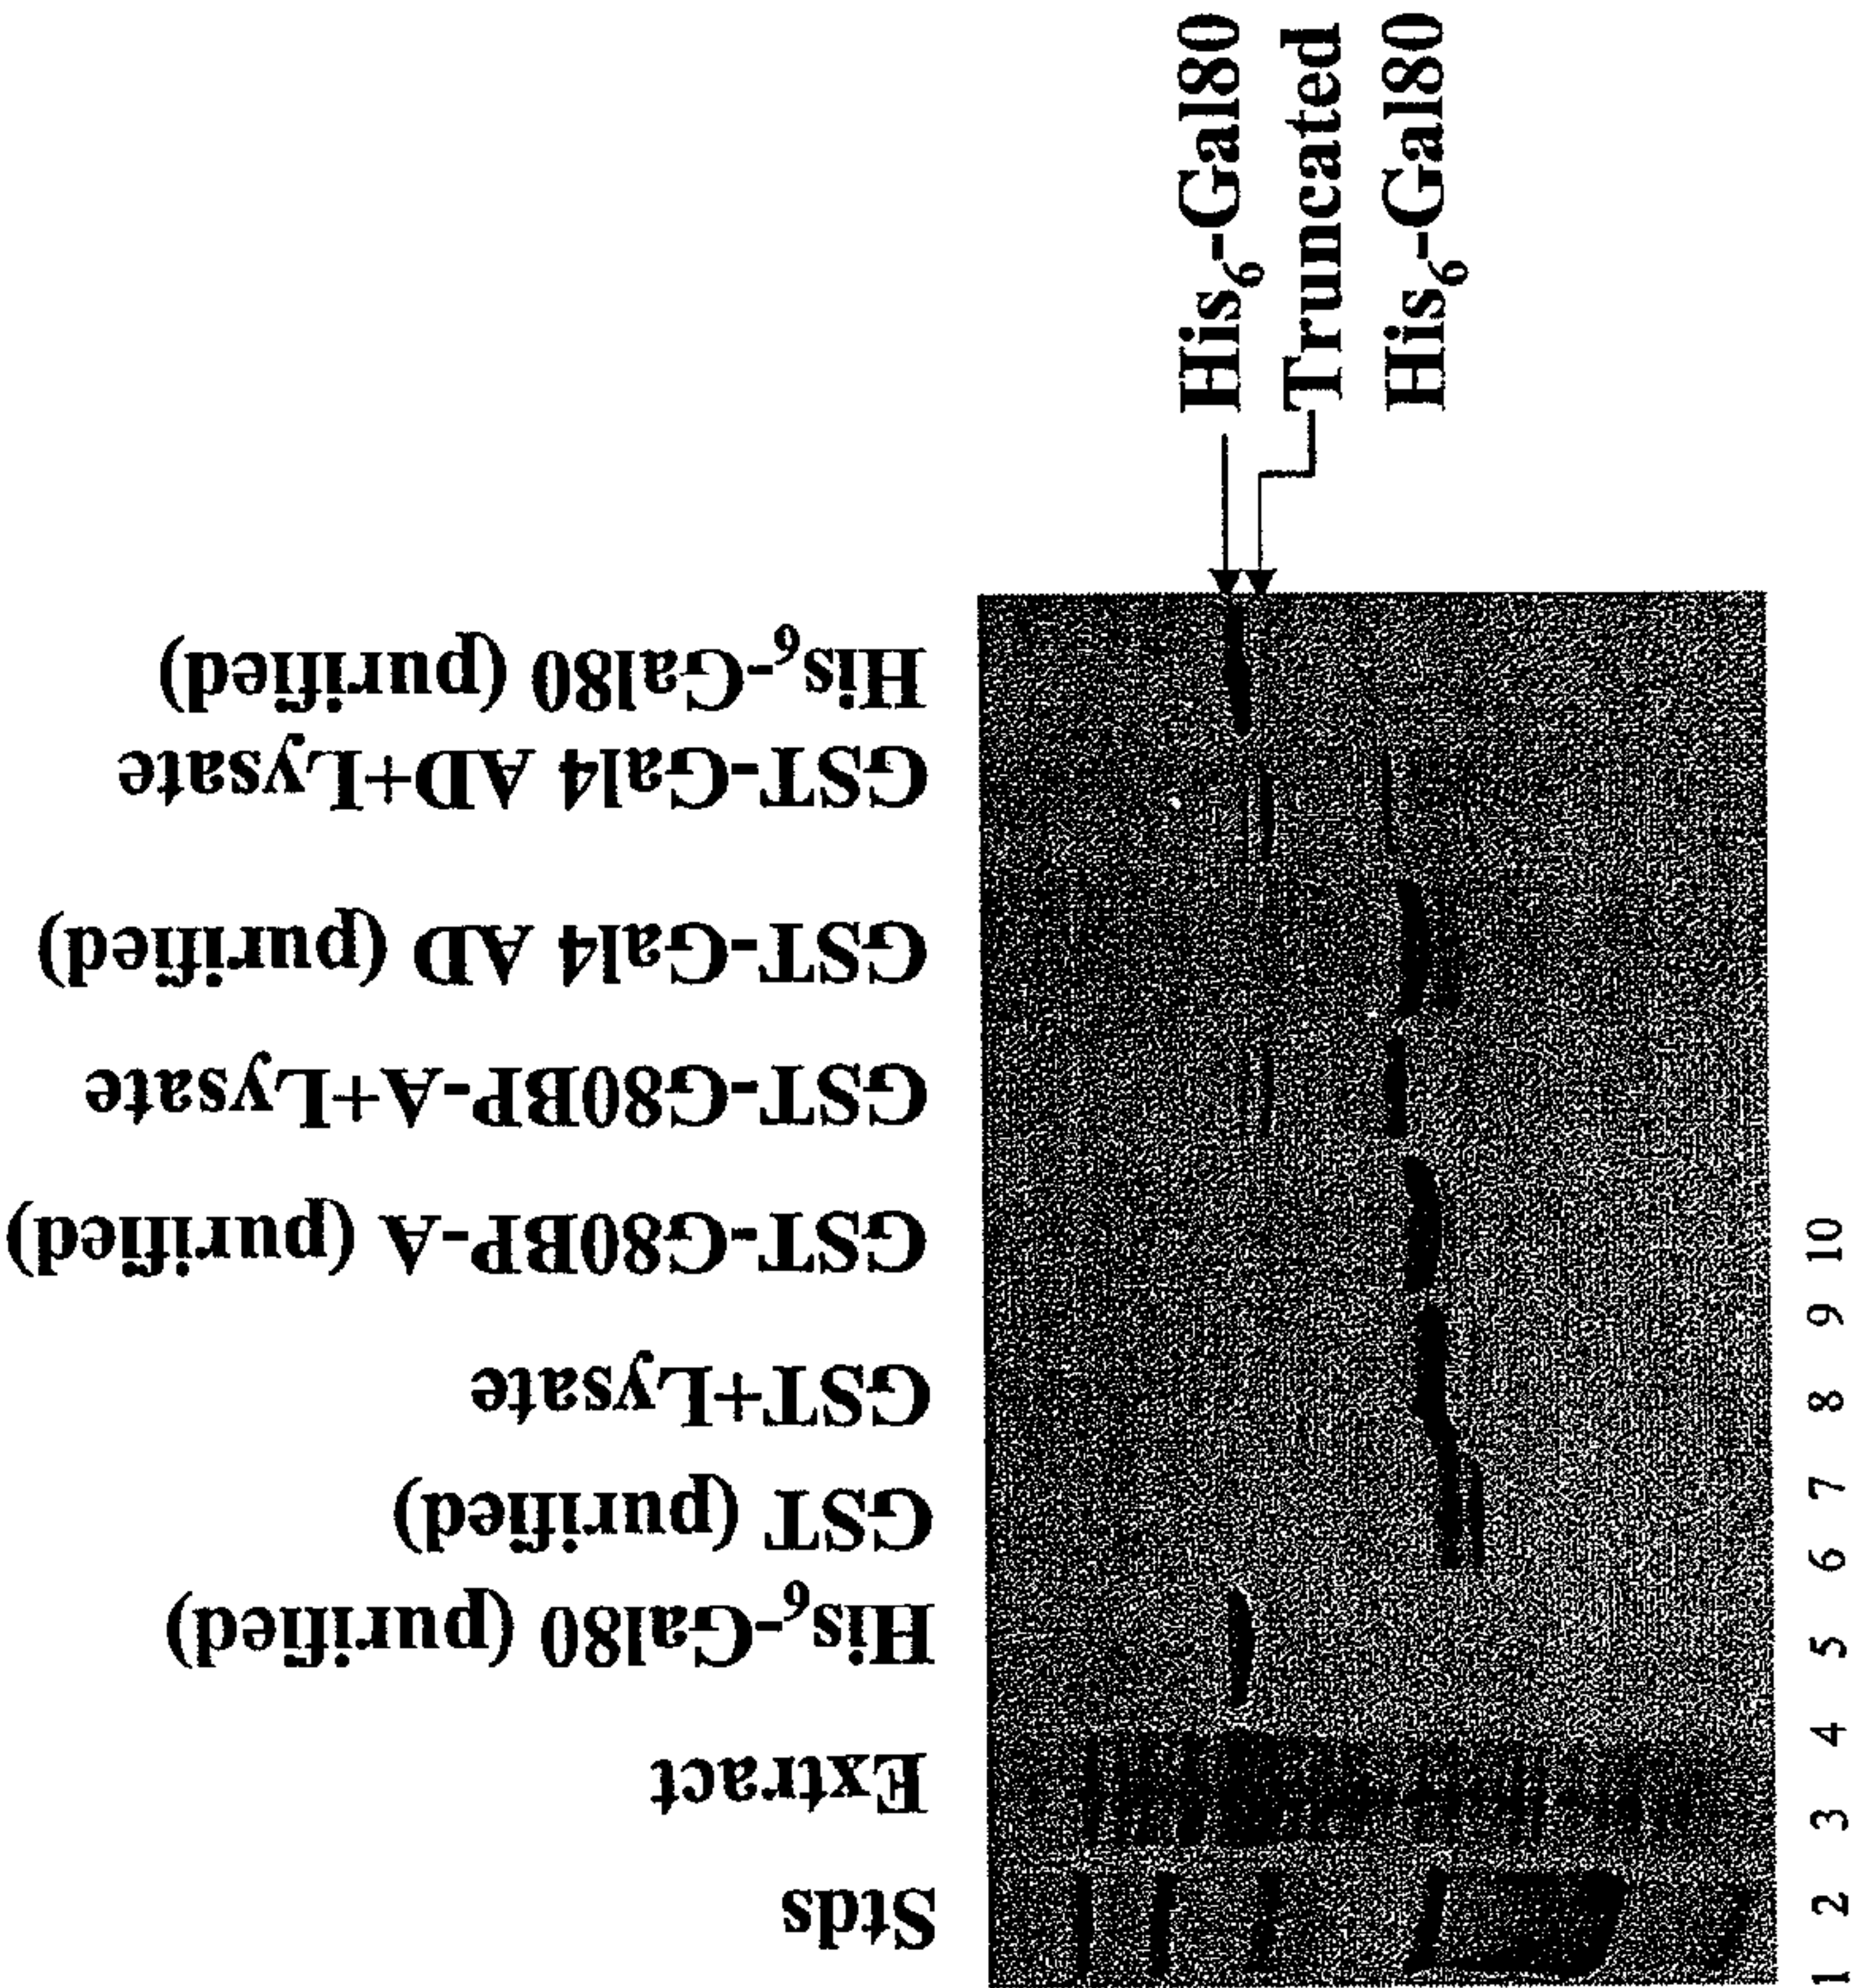 Stds
Extract
His₆-Gal80 (purified)
GST (purified)
GST+Lysate
GST-G80BP-A (purified)
GST-G80BP-A+Lysate
GST-Gal4 AD (purified)
GST-Gal4 AD+Lysate
His₆-Gal80 (purified)
His₆-Gal80
Truncated
His₆-Gal80
1 2 3 4 5 6 7 8 9 10